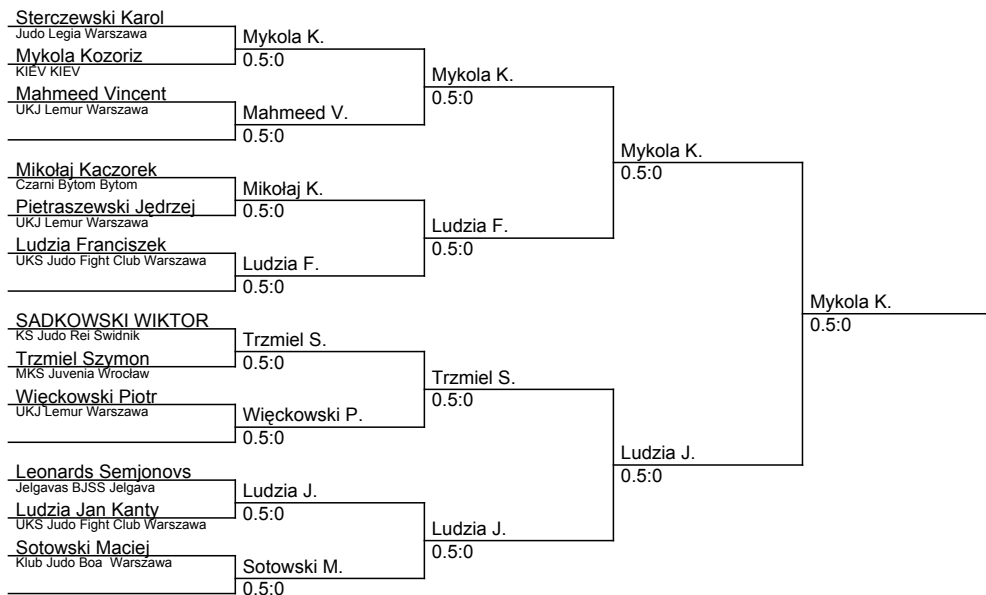 Sterczewski Karol
Judo Legia Warszawa
Mykola Kozoriz
KIEV KIEV
Mahmeed Vincent
UKJ Lemur Warszawa
Mikołaj Kaczorek
Czarni Bytom Bytom
Pietraszewski Jędrzej
UKJ Lemur Warszawa
Ludzia Franciszek
UKS Judo Fight Club Warszawa
SADKOWSKI WIKTOR
KS Judo Rei Świdnik
Trzmiel Szymon
MKS Juvenia Wrocław
Więckowski Piotr
UKJ Lemur Warszawa
Leonards Semjonovs
Jelgavas BJSS Jelgava
Ludzia Jan Kanty
UKS Judo Fight Club Warszawa
Sotowski Maciej
Klub Judo Boa  Warszawa
Mykola K.
0.5:0
Mahmeed V.
0.5:0
Mikołaj K.
0.5:0
Ludzia F.
0.5:0
Trzmiel S.
0.5:0
Więckowski P.
0.5:0
Ludzia J.
0.5:0
Sotowski M.
0.5:0
Mykola K.
0.5:0
Ludzia F.
0.5:0
Trzmiel S.
0.5:0
Ludzia J.
0.5:0
Mykola K.
0.5:0
Ludzia J.
0.5:0
Mykola K.
0.5:0